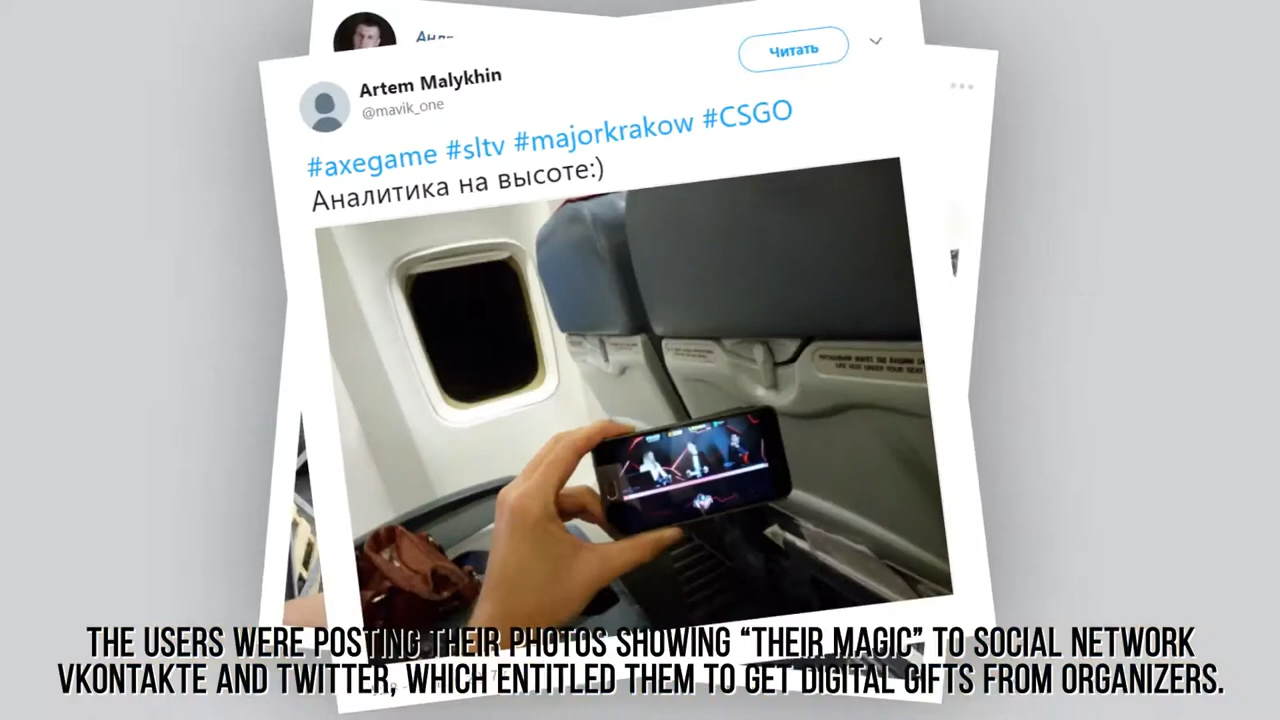 Artem Malykhin
@mavik_one
Читать
#axegame #sltv #majorkrakow #CSGO
Аналитика на высоте:)
THE USERS WERE POSTING THEIR PHOTOS SHOWING “THEIR MAGIC” TO SOCIAL NETWORK
VKONTAKTE AND TWITTER, WHICH ENTITLED THEM TO GET DIGITAL GIFTS FROM ORGANIZERS.